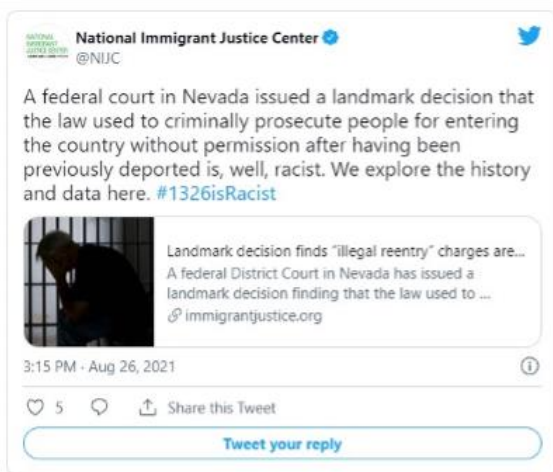 National Immigrant Justice Center
@NIJC
A federal court in Nevada issued a landmark decision that
the law used to criminally prosecute people for entering
the country without permission after having been
previously deported is, well, racist. We explore the history
and data here. #1326isRacist
Landmark decision finds "illegal reentry" charges are...
A federal District Court in Nevada has issued a
landmark decision finding that the law used to ...
immigrantjustice.org
3:15 PM · Aug 26, 2021
5
Share this Tweet
Tweet your reply